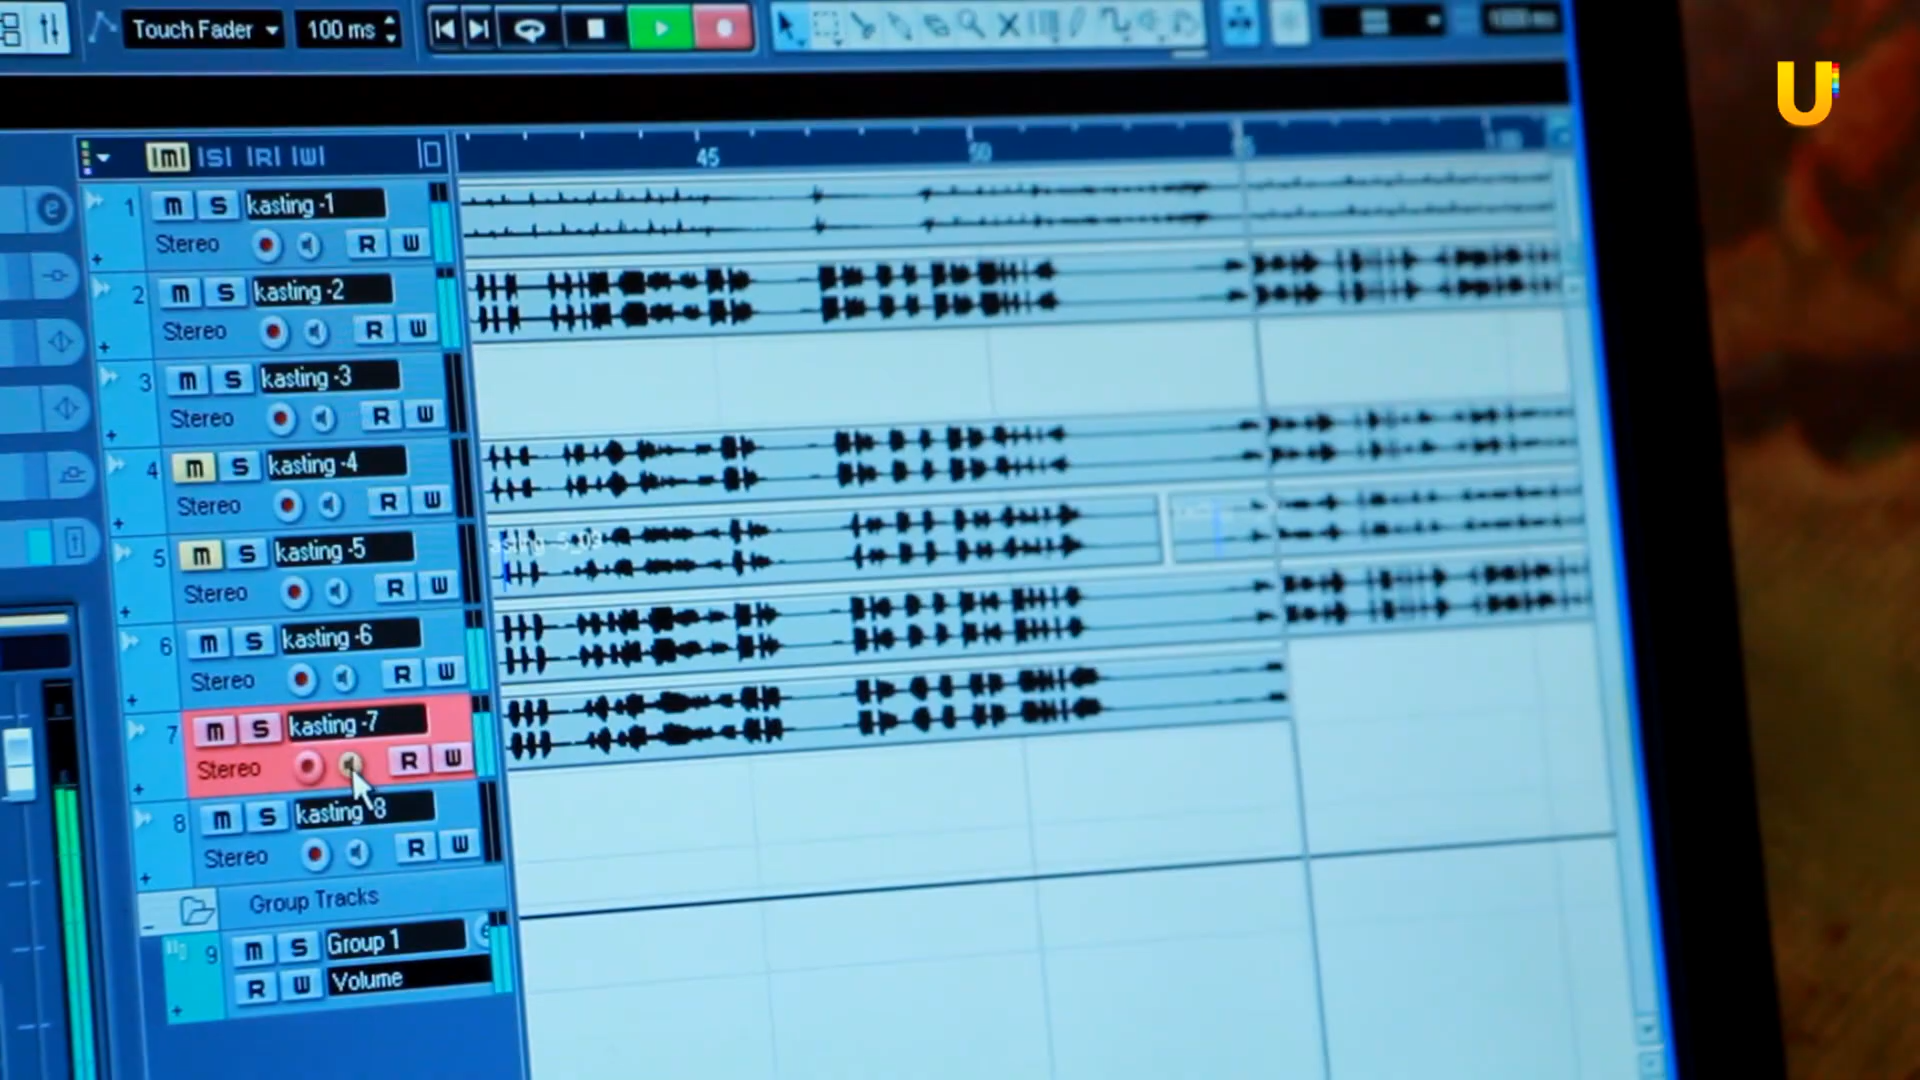 Touch Fader 100 ms
U
m S R W
45 50
1 m S kasting -1
Stereo R W
2 m S kasting -2
Stereo R W
3 m S kasting -3
Stereo R W
4 m S kasting -4
Stereo R W
5 m S kasting -5
Stereo R W
6 m S kasting -6
Stereo R W
7 m S kasting -7
Stereo R W
8 m S kasting -8
Stereo R W
Group Tracks
9 m S Group 1
R W Volume